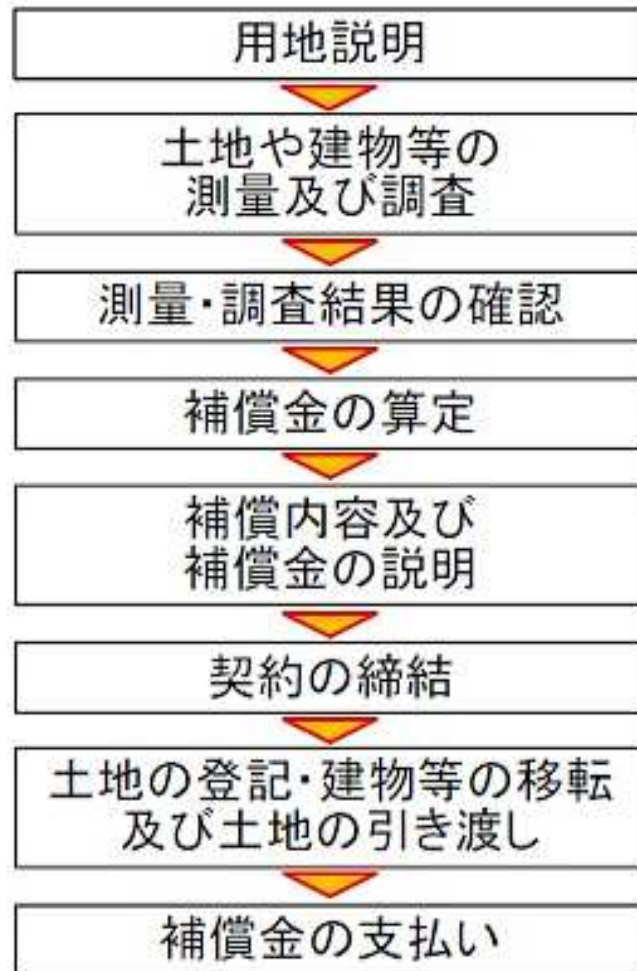 用地説明
土地や建物等の
測量及び調査
測量・調査結果の確認
補償金の算定
補償内容及び
補償金の説明
契約の締結
土地の登記・建物等の移転
及び土地の引き渡し
補償金の支払い